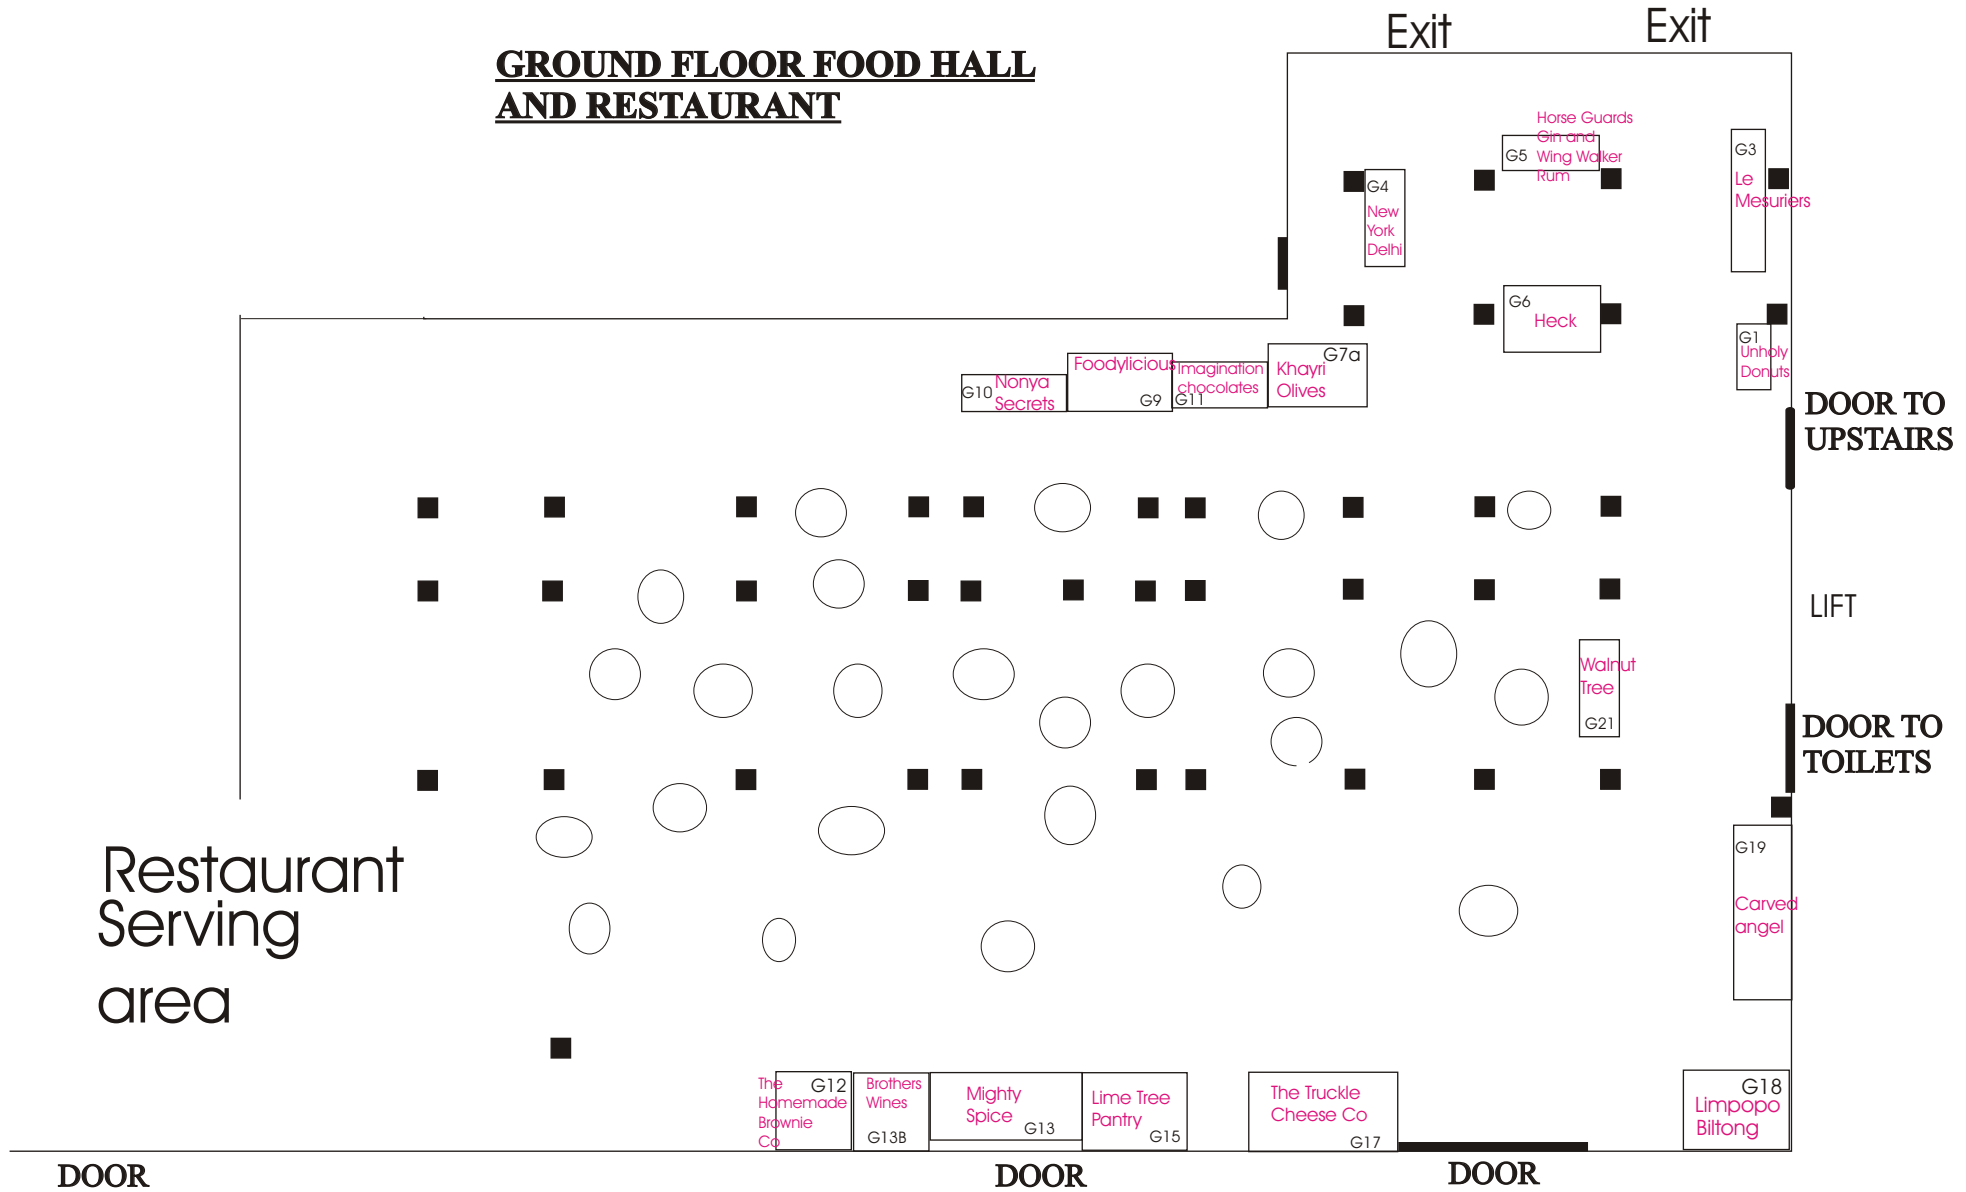 Exit
Exit
GROUND FLOOR FOOD HALL
AND RESTAURANT
Horse Guards
Gin and
Wing Walker
Rum
G5
G3
Le
Mesuriers
G4
New
York
Delhi
G6
Heck
G1
Unholy
Donuts
G7a
Khayri
Olives
Imagination
chocolates
G11
Foodylicious
G9
G10
Nonya
Secrets
DOOR TO
UPSTAIRS
LIFT
Walnut
Tree
G21
DOOR TO
TOILETS
G19
Carved
angel
Restaurant
Serving
area
The
Homemade
Brownie
Co
G12
Brothers
Wines
G13B
Mighty
Spice
G13
Lime Tree
Pantry
G15
The Truckle
Cheese Co
G17
G18
Limpopo
Biltong
DOOR
DOOR
DOOR